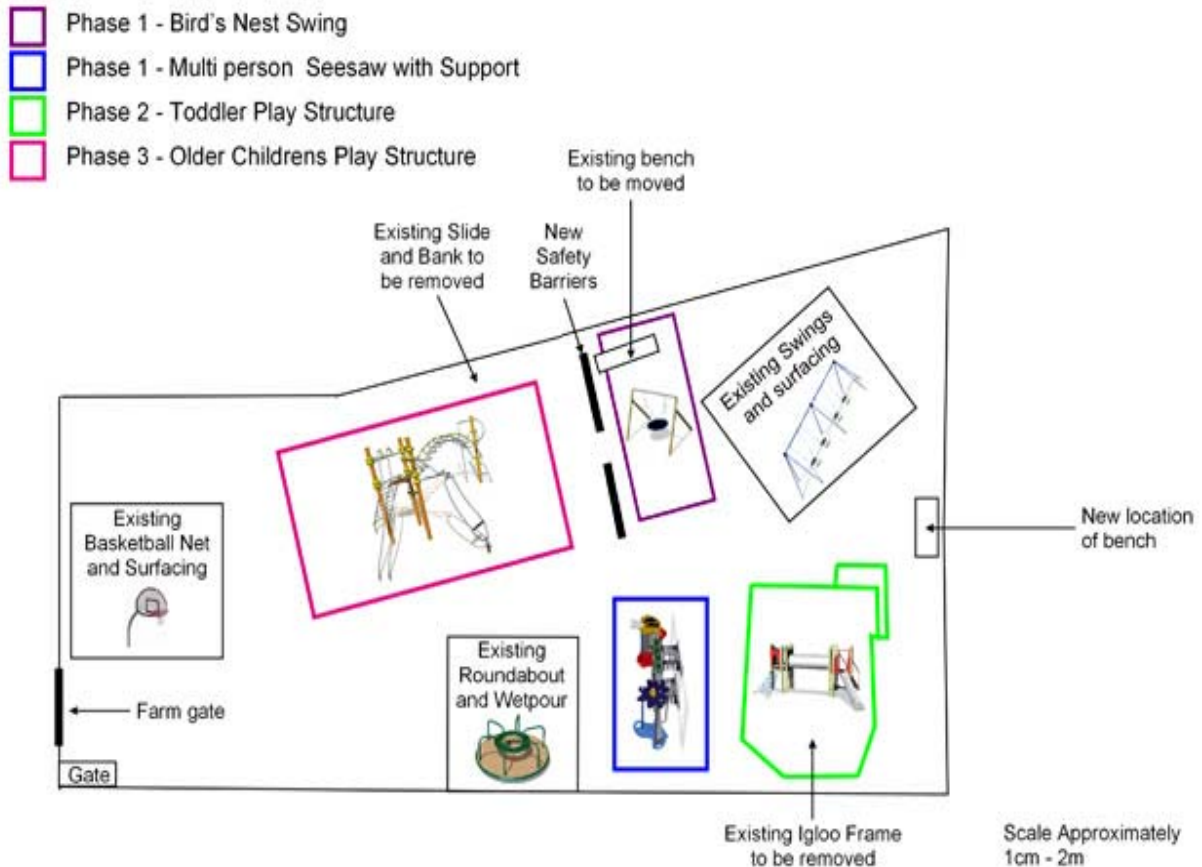 Phase 1 - Bird's Nest Swing
Phase 1 - Multi person Seesaw with Support
Phase 2 - Toddler Play Structure
Phase 3 - Older Childrens Play Structure
Existing bench
to be moved
Existing Slide
and Bank to
be removed
New
Safety
Barriers
Existing Swings
and surfacing
Existing
Basketball Net
and Surfacing
New location
of bench
Existing
Roundabout
and Wetpour
Farm gate
Gate
Existing Igloo Frame
to be removed
Scale Approximately
1cm - 2m